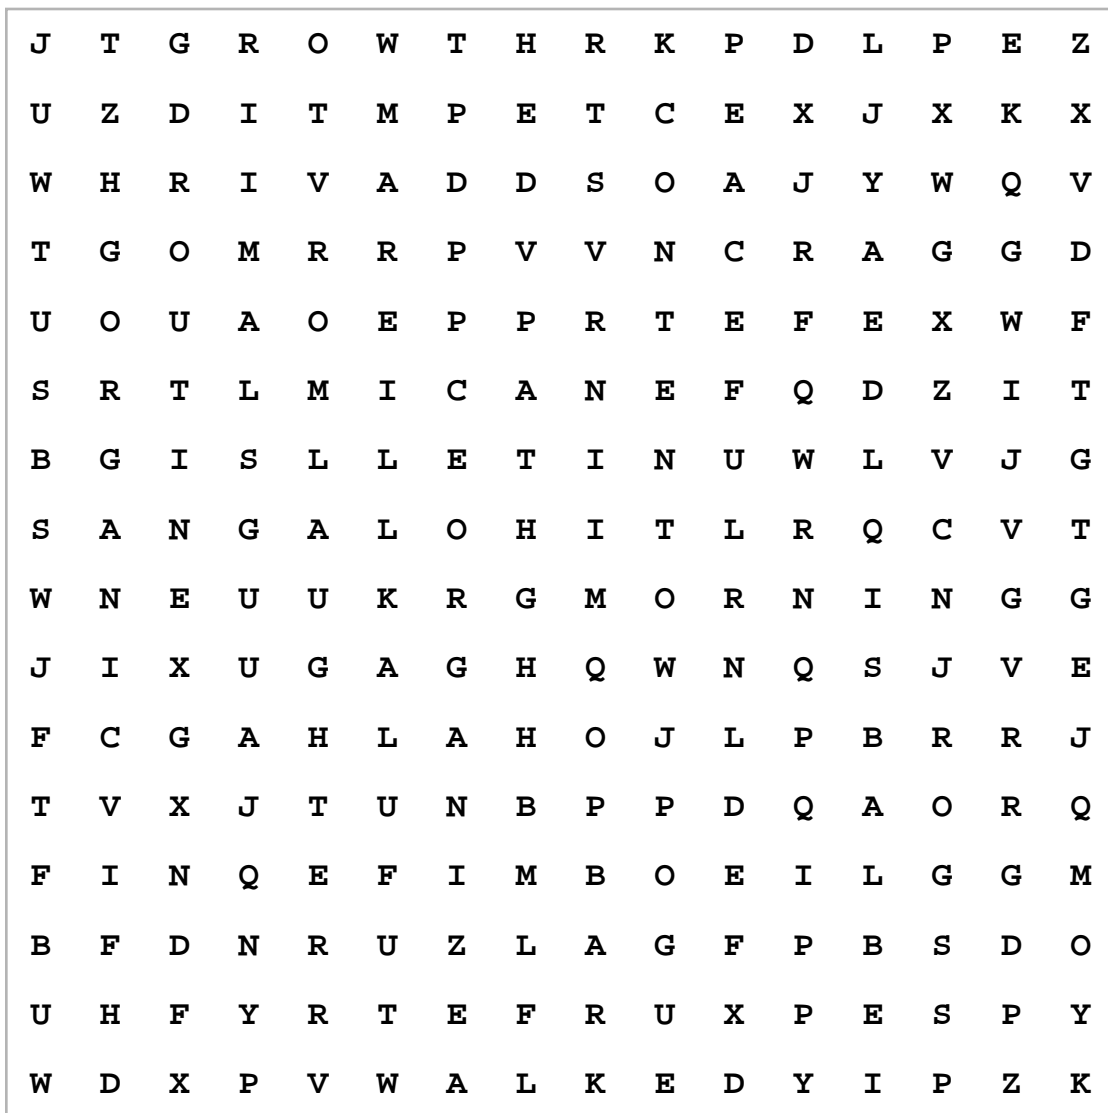 J T G R O W T H R K P D L P E Z
U Z D I T M P E T C E X J X K X
W H R I V A D D S O A J Y W Q V
T G O M R R P V V N C R A G G D
U O U A O E P P R T E F E X W F
S R T L M I C A N E F Q D Z I T
B G I S L L E T I N U W L V J G
S A N G A L O H I T L R Q C V T
W N E U U K R G M O R N I N G G
J I X U G A G H Q W N Q S J V E
F C G A H L A H O J L P B R R J
T V X J T U N B P P D Q A O R Q
F I N Q E F I M B O E I L G G M
B F D N R U Z L A G F P B S D O
U H F Y R T E F R U X P E S P Y
W D X P V W A L K E D Y I P Z K